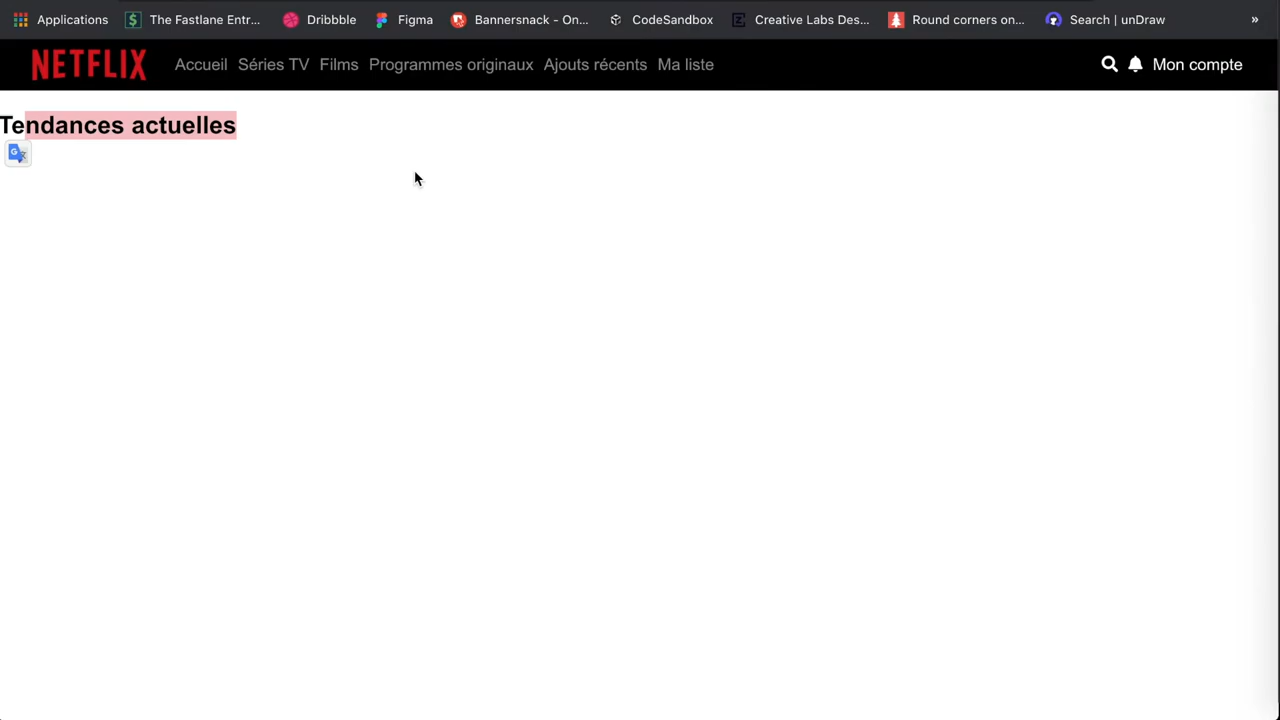 Applications The Fastlane Entr... Dribbble Figma Bannersnack - On... CodeSandbox Creative Labs Des... Round corners on... Search | unDraw »
NETFLIX Accueil Séries TV Films Programmes originaux Ajouts récents Ma liste Mon compte
Tendances actuelles